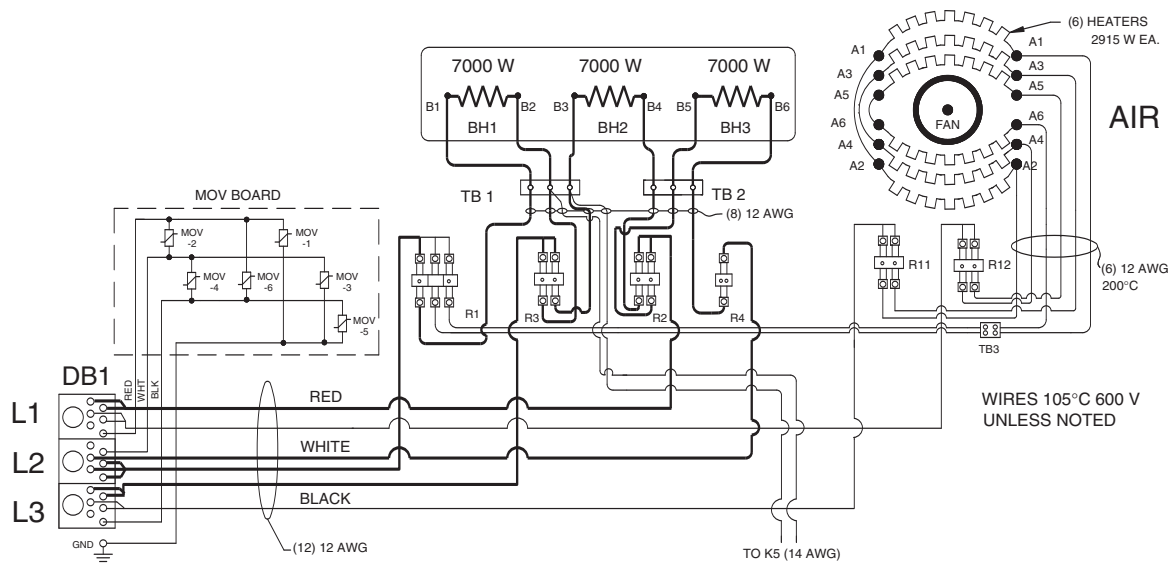 (6) HEATERS
2915 W EA.
A1
A1
A3
A3
A5
A5
FAN
A6
A6
A4
A4
A2
A2
AIR
7000 W
7000 W
7000 W
B1
B2
B3
B4
B5
B6
BH1
BH2
BH3
TB 1
TB 2
(8) 12 AWG
MOV BOARD
MOV
-2
MOV
-1
MOV
-4
MOV
-6
MOV
-3
MOV
-5
R1
R3
R2
R4
R11
R12
(6) 12 AWG
200°C
TB3
DB1
RED
WHT
BLK
L1
RED
WIRES 105°C 600 V
UNLESS NOTED
L2
WHITE
L3
BLACK
GND
(12) 12 AWG
TO K5 (14 AWG)